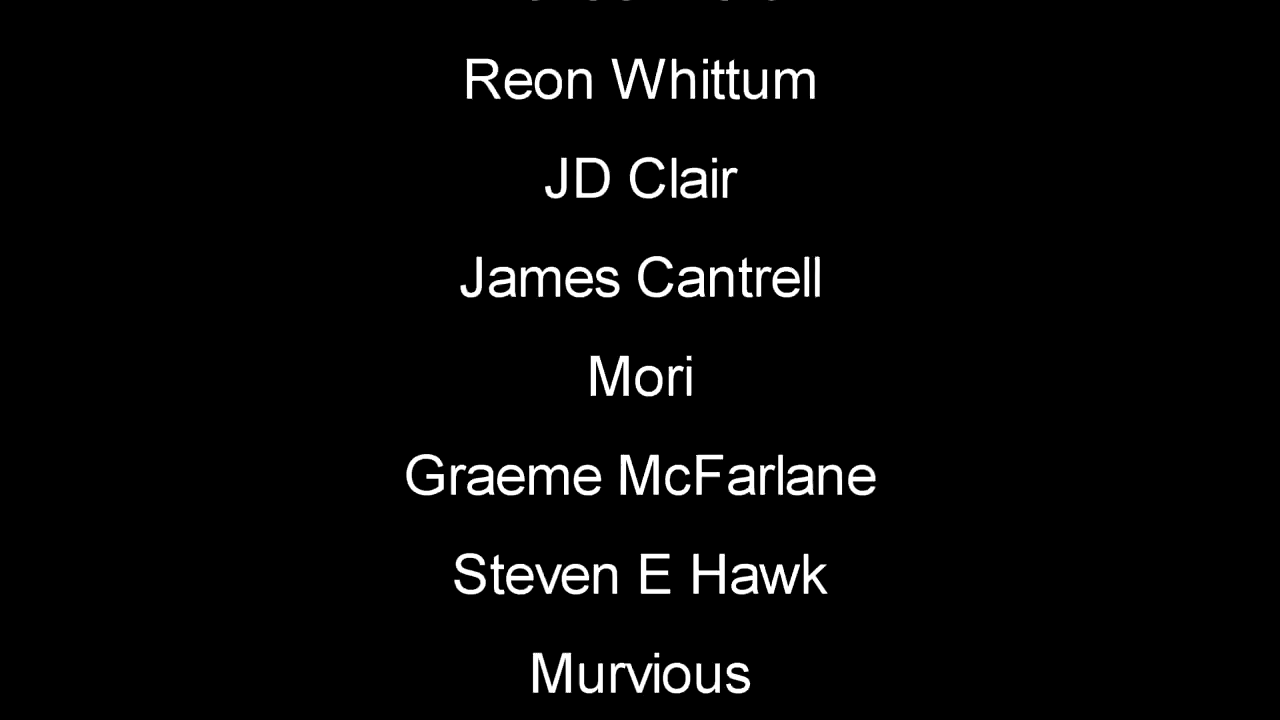 Reon Whittum
JD Clair
James Cantrell
Mori
Graeme McFarlane
Steven E Hawk
Murvious